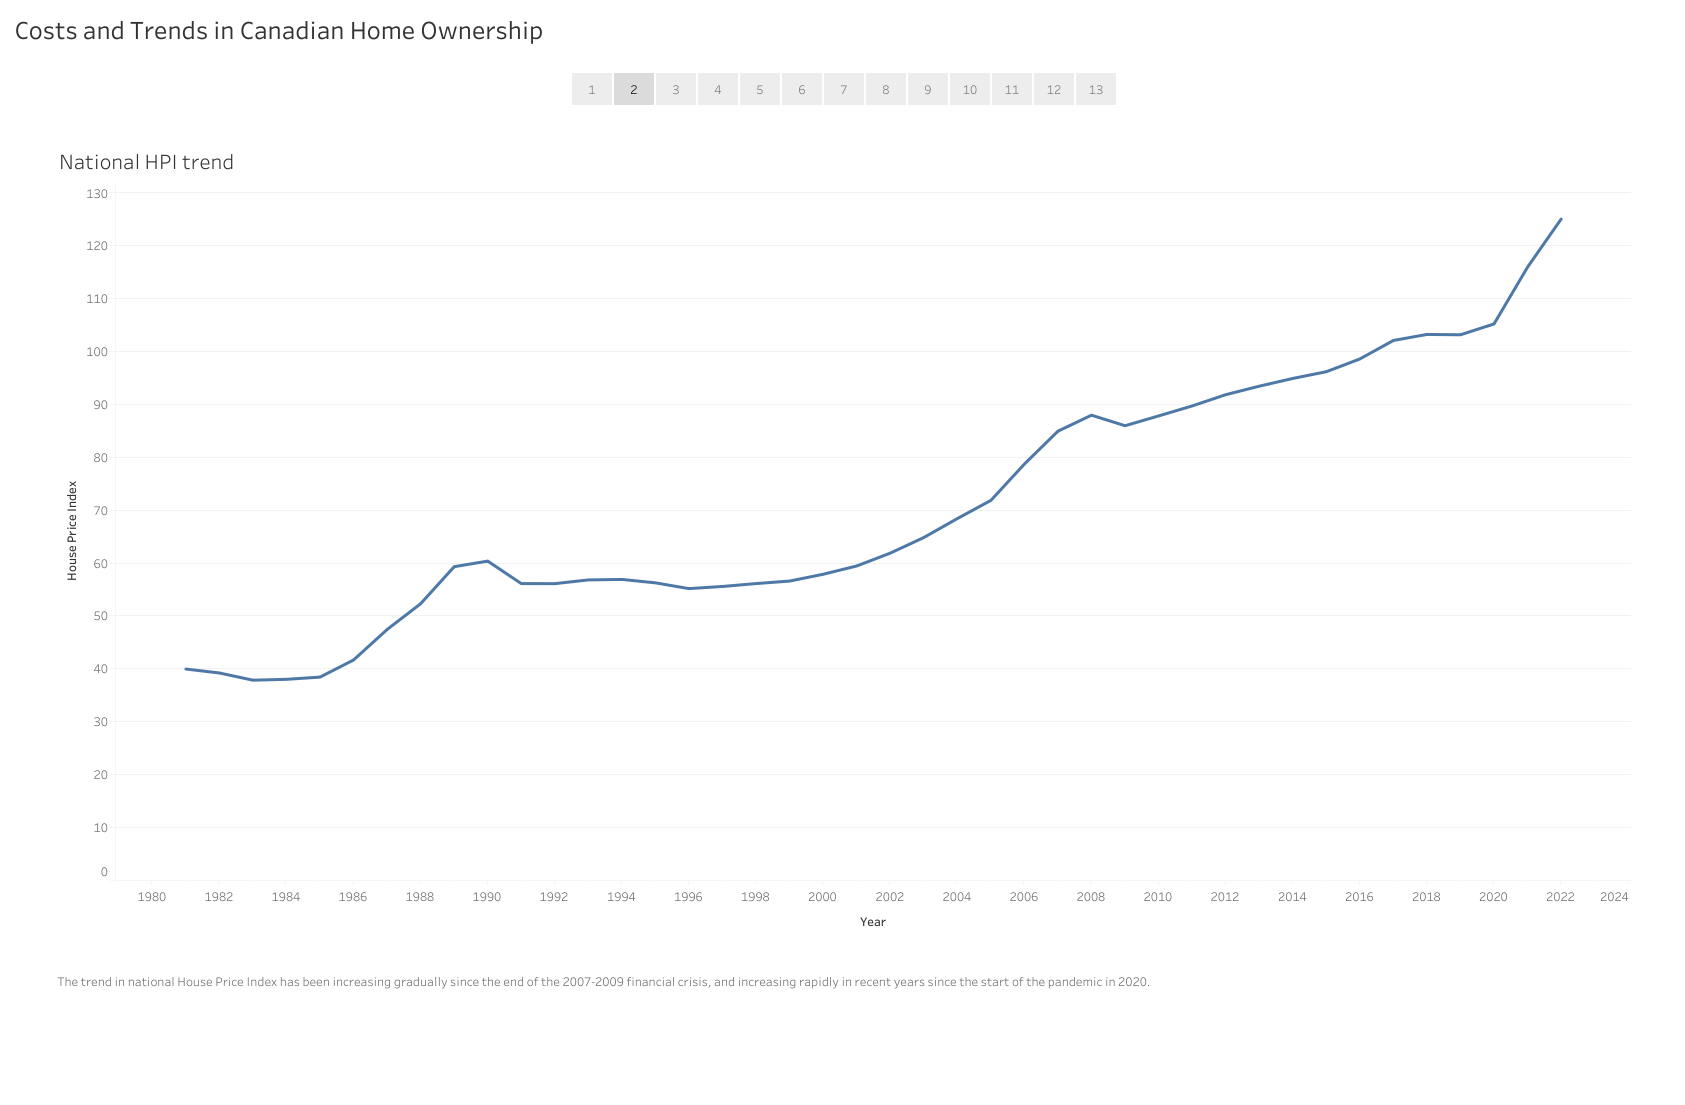 Costs and Trends in Canadian Home Ownership
1 2 3 4 5 6 7 8 9 10 11 12 13
National HPI trend
130
120
110
100
90
80
70
60
50
40
30
20
10
0
House Price Index
1980 1982 1984 1986 1988 1990 1992 1994 1996 1998 2000 2002 2004 2006 2008 2010 2012 2014 2016 2018 2020 2022 2024
Year
The trend in national House Price Index has been increasing gradually since the end of the 2007-2009 financial crisis, and increasing rapidly in recent years since the start of the pandemic in 2020.